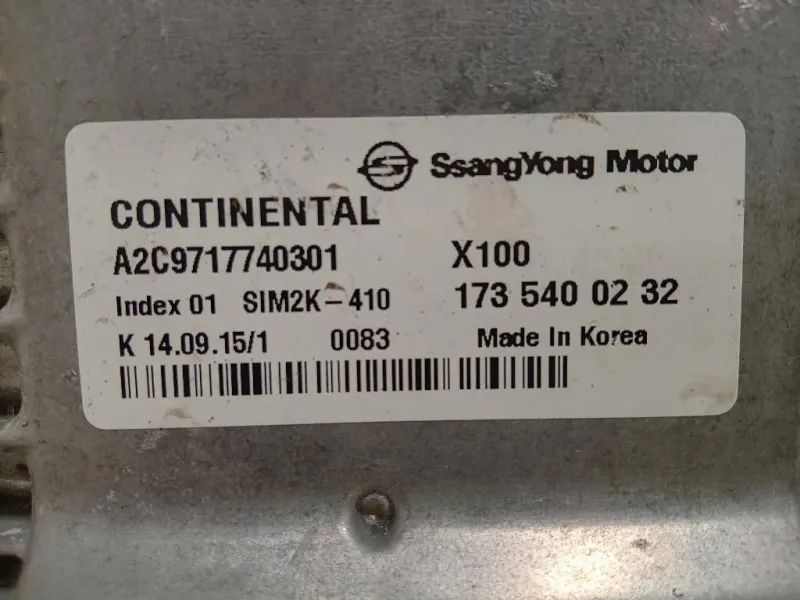 SsangYong Motor
CONTINENTAL
A2C9717740301 X100
Index 01 SIM2K-410 173 540 02 32
K 14.09.15/1 0083 Made In Korea